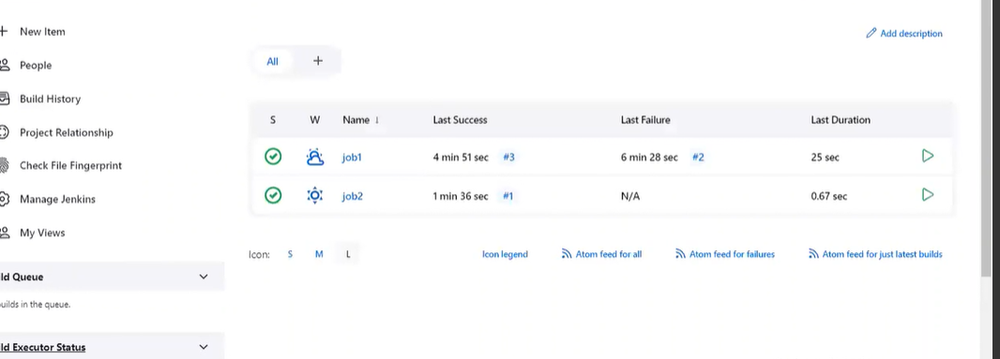 New Item
People
Build History
Project Relationship
Check File Fingerprint
Manage Jenkins
My Views
ld Queue
uilds in the queue.
ld Executor Status
Add description
All +
S W Name ↓ Last Success Last Failure Last Duration
job1 4 min 51 sec #3 6 min 28 sec #2 25 sec
job2 1 min 36 sec #1 N/A 0.67 sec
Icon: S M L Icon legend Atom feed for all Atom feed for failures Atom feed for just latest builds